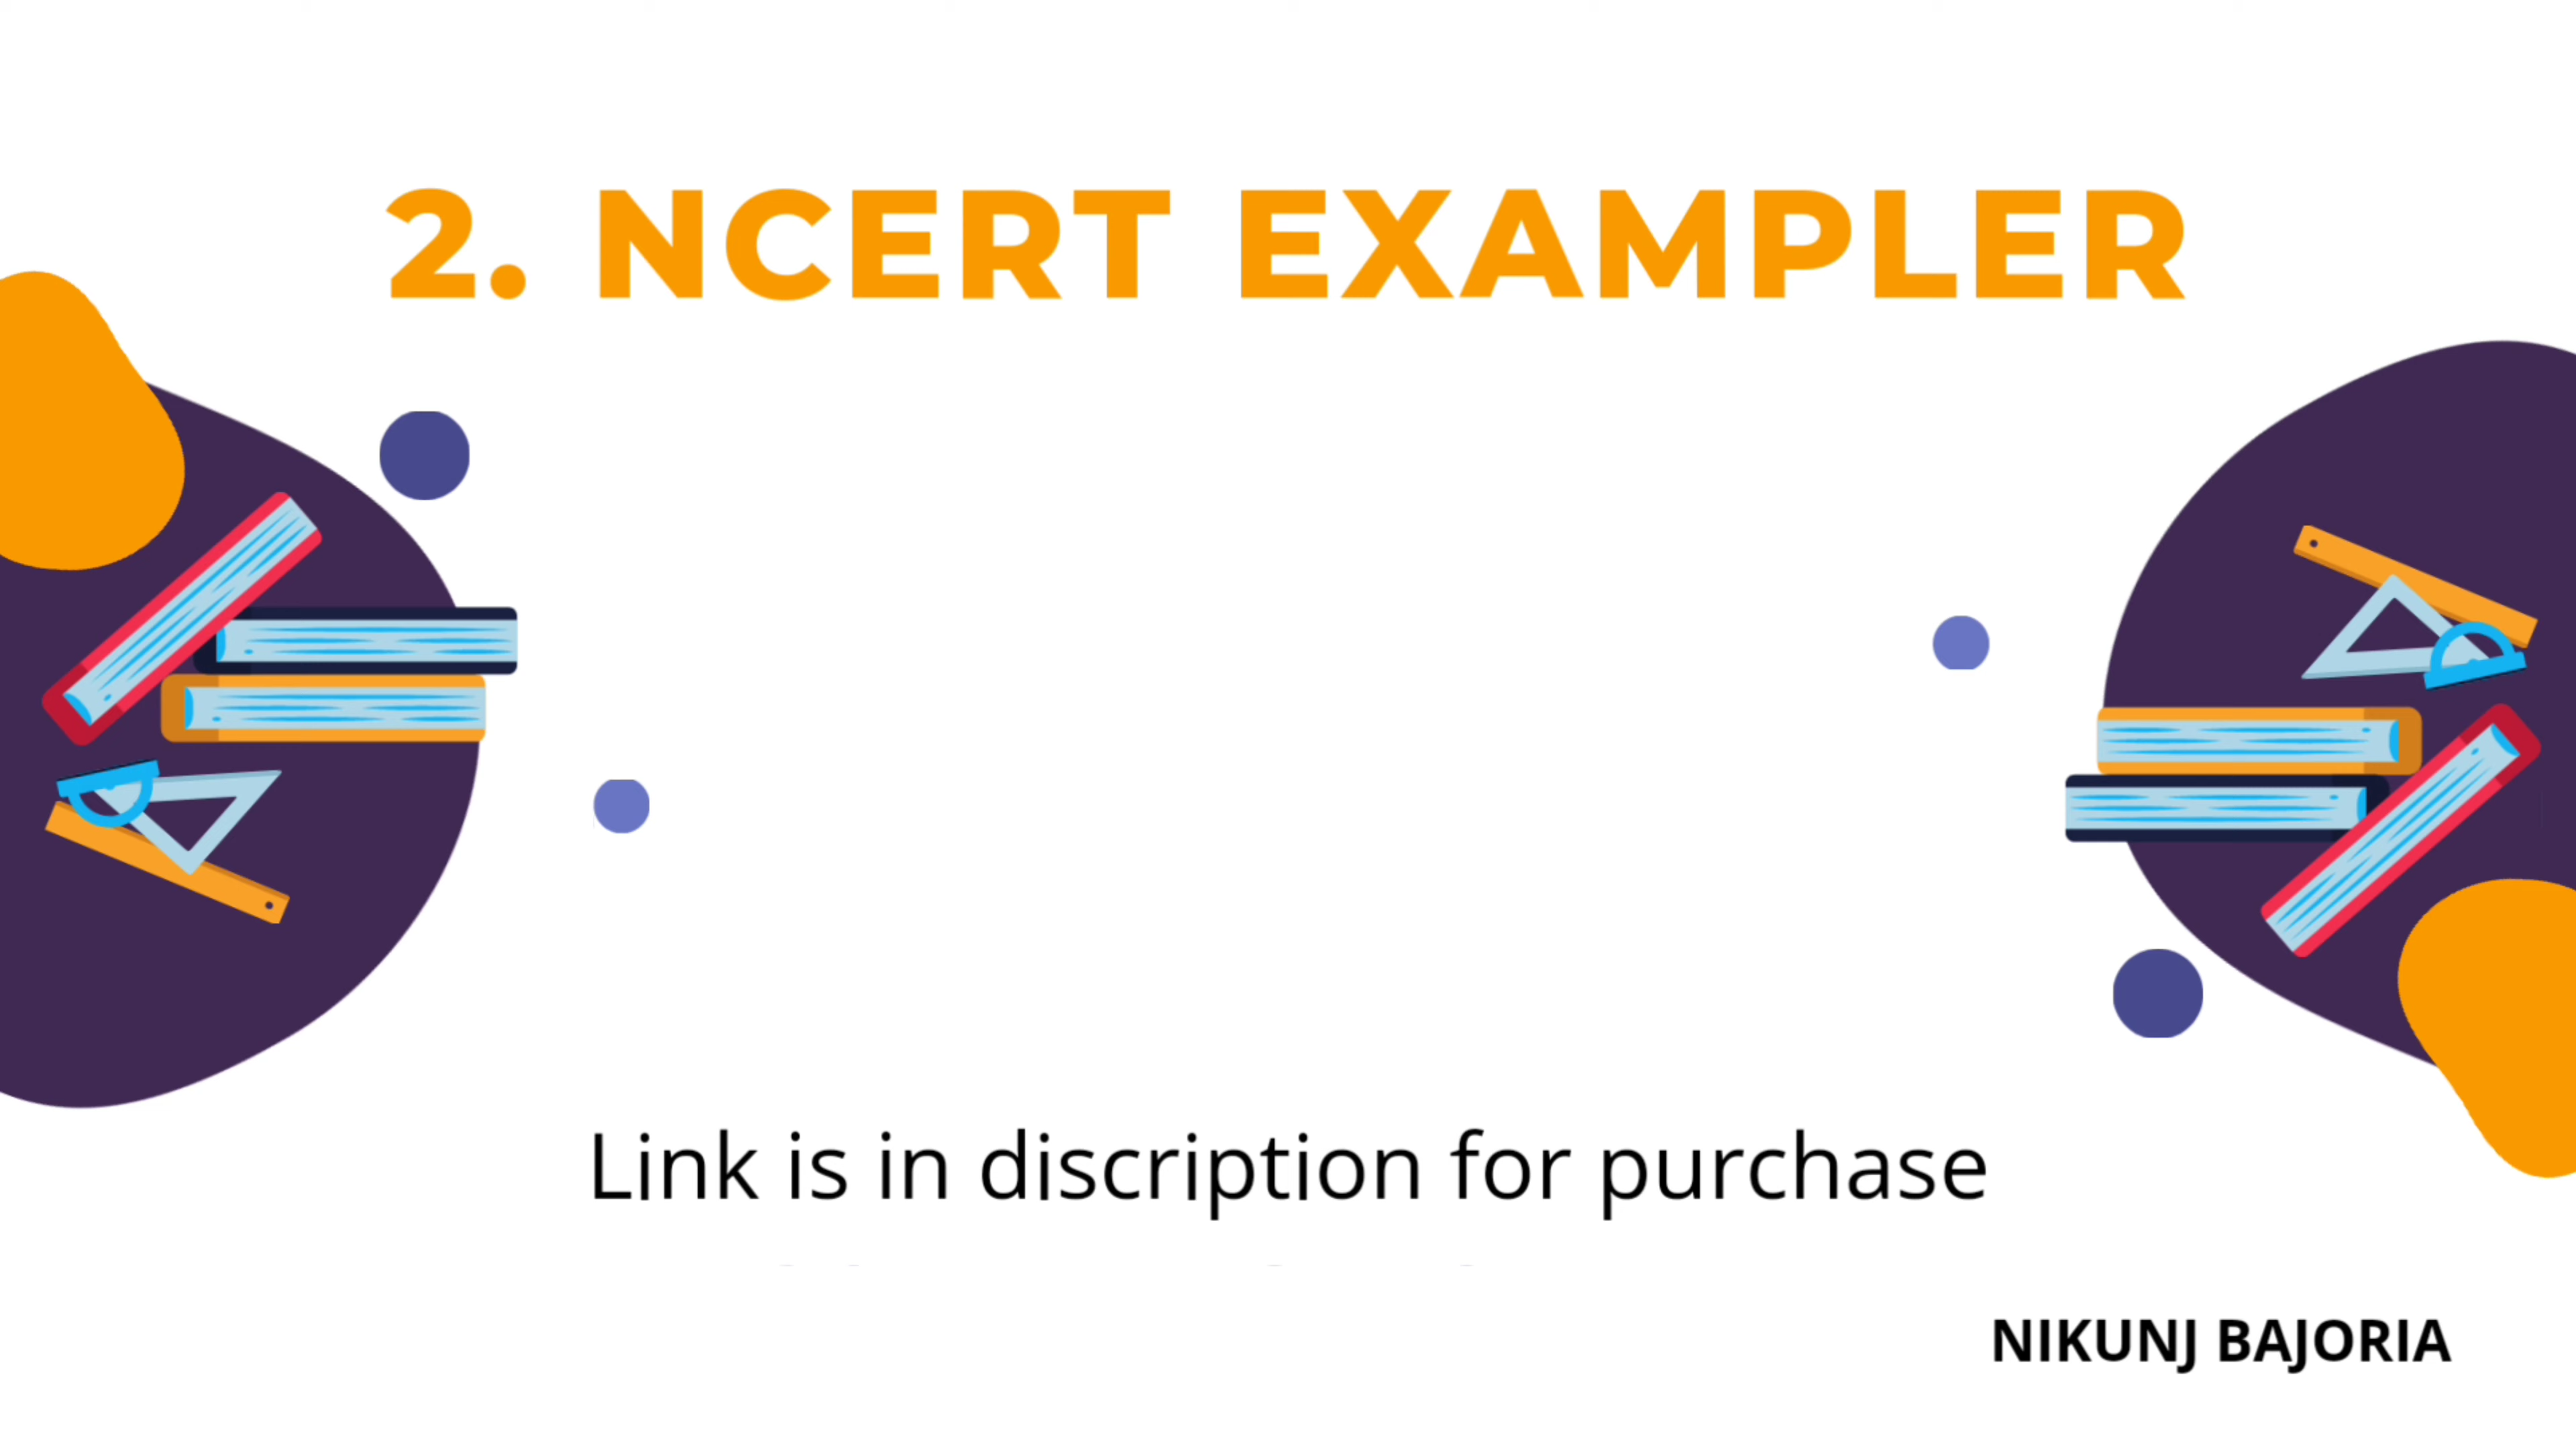 2. NCERT EXAMPLER
Link is in discription for purchase
NIKUNJ BAJORIA